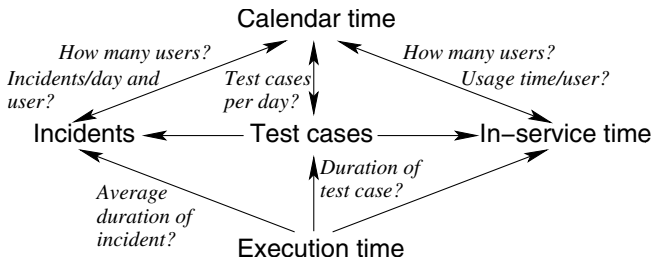 Calendar time
How many users?
How many users?
Incidents/day and
user?
Test cases
per day?
Usage time/user?
Incidents
Test cases
In−service time
Average
duration of
incident?
Duration of
test case?
Execution time